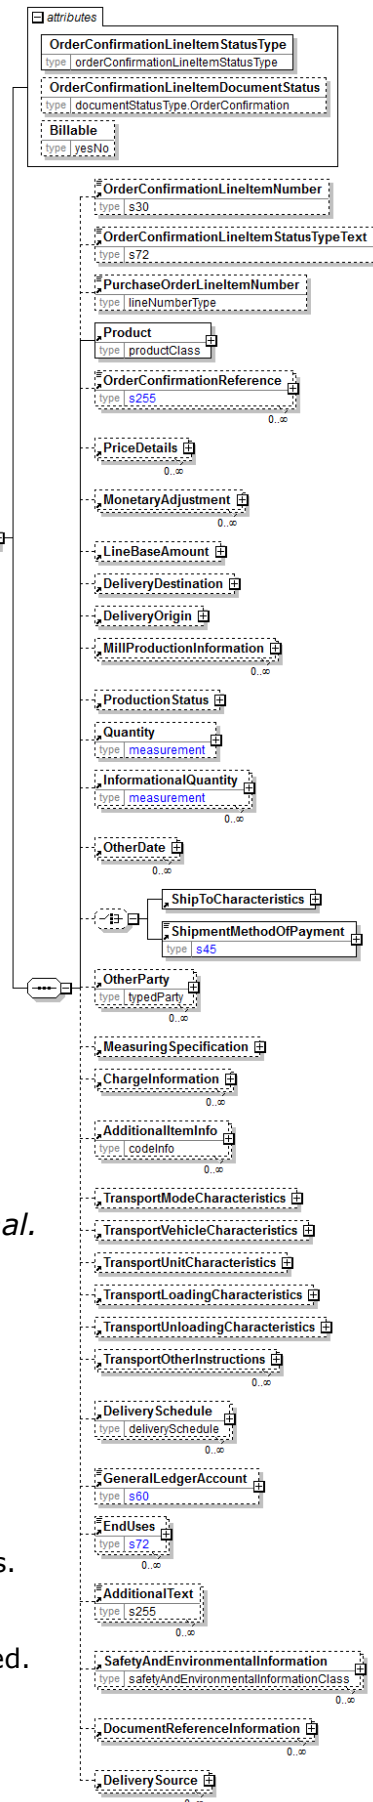 attributes
OrderConfirmationLineItemStatusType
type orderConfirmationLineItemStatusType
OrderConfirmationLineItemDocumentStatus
type documentStatusType.OrderConfirmation
Billable
type yesNo
OrderConfirmationLineItemNumber
type s30
OrderConfirmationLineItemStatusTypeText
type s72
PurchaseOrderLineItemNumber
type lineNumberType
Product
type productClass
OrderConfirmationReference
type s255
0..∞
PriceDetails
0..∞
MonetaryAdjustment
0..∞
LineBaseAmount
DeliveryDestination
DeliveryOrigin
MillProductionInformation
0..∞
ProductionStatus
Quantity
type measurement
InformationalQuantity
type measurement
0..∞
OtherDate
0..∞
ShipToCharacteristics
ShipmentMethodOfPayment
type s45
OtherParty
type typedParty
0..∞
MeasuringSpecification
ChargeInformation
0..∞
AdditionalItemInfo
type codeInfo
0..∞
TransportModeCharacteristics
al.
TransportVehicleCharacteristics
TransportUnitCharacteristics
TransportLoadingCharacteristics
TransportUnloadingCharacteristics
TransportOtherInstructions
0..∞
DeliverySchedule
type deliverySchedule
0..∞
GeneralLedgerAccount
type s60
EndUses
type s72
0..∞
s.
AdditionalText
type s255
0..∞
ed.
SafetyAndEnvironmentalInformation
type safetyAndEnvironmentalInformationClass
0..∞
DocumentReferenceInformation
0..∞
DeliverySource
0..∞